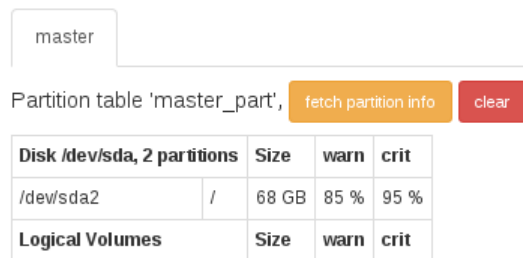 master
Partition table 'master_part', fetch partition info clear
Disk /dev/sda, 2 partitions Size warn crit
/dev/sda2 / 68 GB 85 % 95 %
Logical Volumes Size warn crit